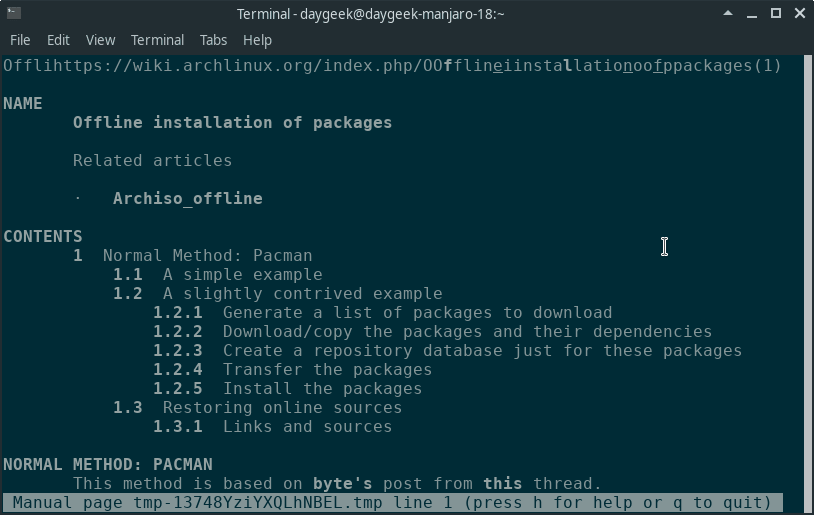 Terminal - daygeek@daygeek-manjaro-18:~
File Edit View Terminal Tabs Help
Offlihttps://wiki.archlinux.org/index.php/OOfflineiinstallationoofppackages(1)
NAME
Offline installation of packages
Related articles
· Archiso_offline
CONTENTS
1 Normal Method: Pacman
1.1 A simple example
1.2 A slightly contrived example
1.2.1 Generate a list of packages to download
1.2.2 Download/copy the packages and their dependencies
1.2.3 Create a repository database just for these packages
1.2.4 Transfer the packages
1.2.5 Install the packages
1.3 Restoring online sources
1.3.1 Links and sources
NORMAL METHOD: PACMAN
This method is based on byte's post from this thread.
Manual page tmp-13748YziYXQLhNBEL.tmp line 1 (press h for help or q to quit)